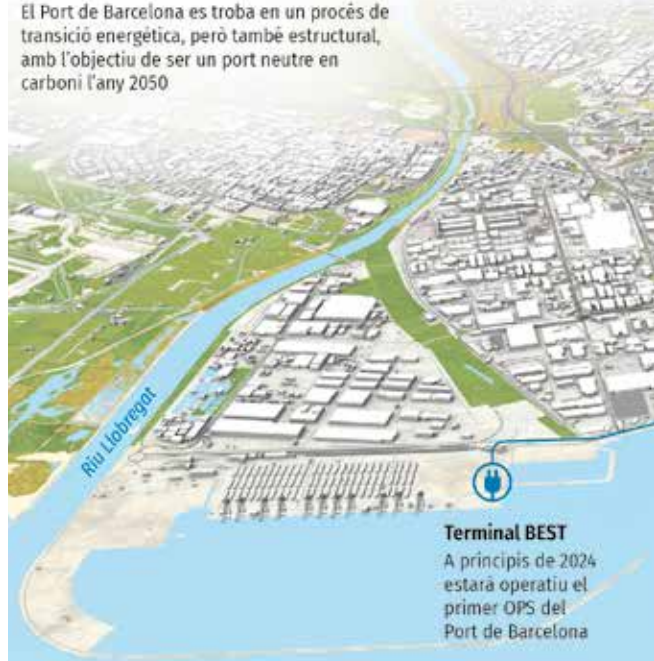 El Port de Barcelona es troba en un procés de
transició energètica, però també estructural,
amb l'objectiu de ser un port neutre en
carboni l'any 2050
Riu Llobregat
Terminal BEST
A principis de 2024
estarà operatiu el
primer OPS del
Port de Barcelona